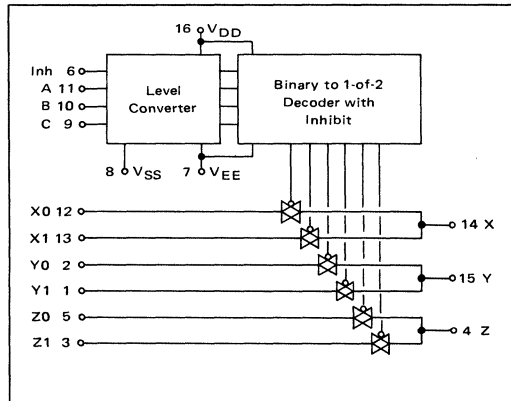 16 VDD
Inh 6
A 11
B 10
C 9
Level
Converter
Binary to 1-of-2
Decoder with
Inhibit
8 VSS
7 VEE
X0 12
14 X
X1 13
Y0 2
15 Y
Y1 1
Z0 5
4 Z
Z1 3